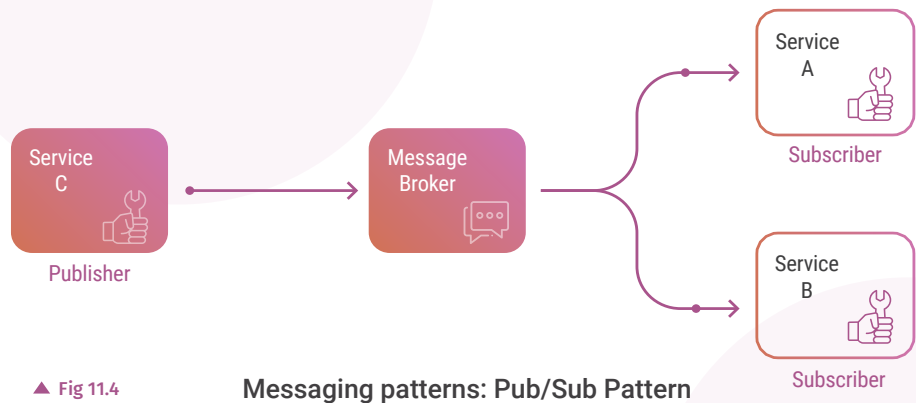 Service
C
Publisher
Message
Broker
Service
A
Subscriber
Service
B
Subscriber
▲ Fig 11.4
Messaging patterns: Pub/Sub Pattern